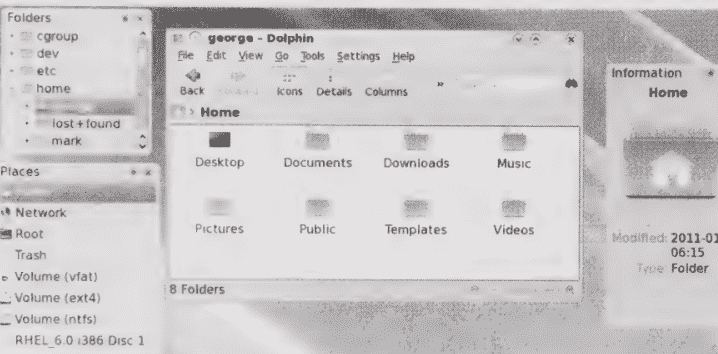 Folders
cgroup
dev
etc
home
lost+found
mark
Places
Network
Root
Trash
Volume (vfat)
Volume (ext4)
Volume (ntfs)
RHEL_6.0 i386 Disc 1
george - Dolphin
File Edit View Go Tools Settings Help
Back Icons Details Columns »
> Home
Desktop Documents Downloads Music
Pictures Public Templates Videos
8 Folders
Information
Home
Modified: 2011-01
06:15
Type: Folder